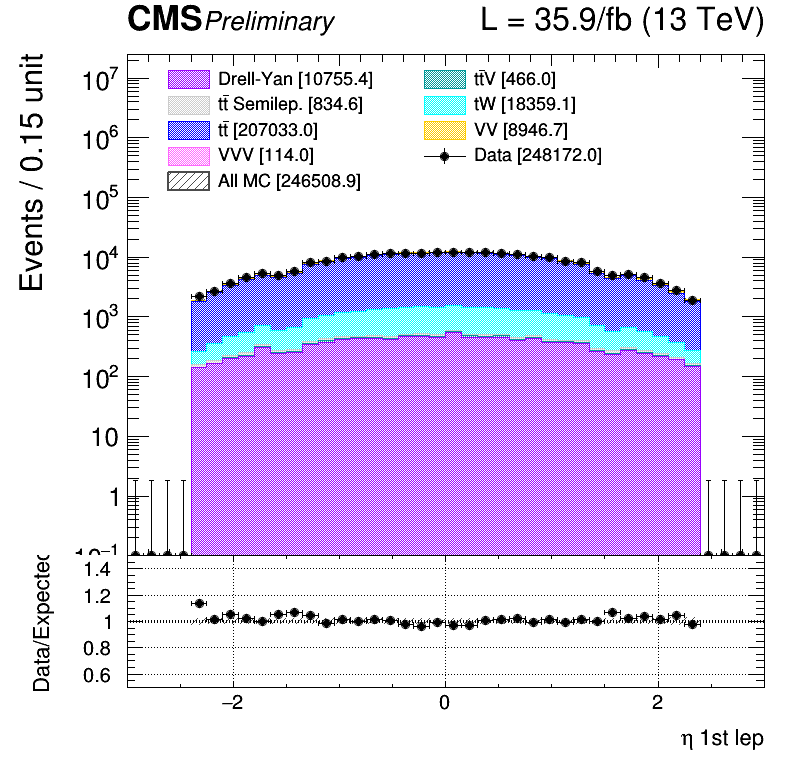 CMS Preliminary L = 35.9/fb (13 TeV)
Events / 0.15 unit
10⁷
10⁶
10⁵
10⁴
10³
10²
10
1
10⁻¹
Drell-Yan [10755.4]
tt̄ Semilep. [834.6]
tt̄ [207033.0]
VVV [114.0]
All MC [246508.9]
tt̄V [466.0]
tW [18359.1]
VV [8946.7]
Data [248172.0]
Data/Expected
1.4
1.2
1
0.8
0.6
−2 0 2
η 1st lep